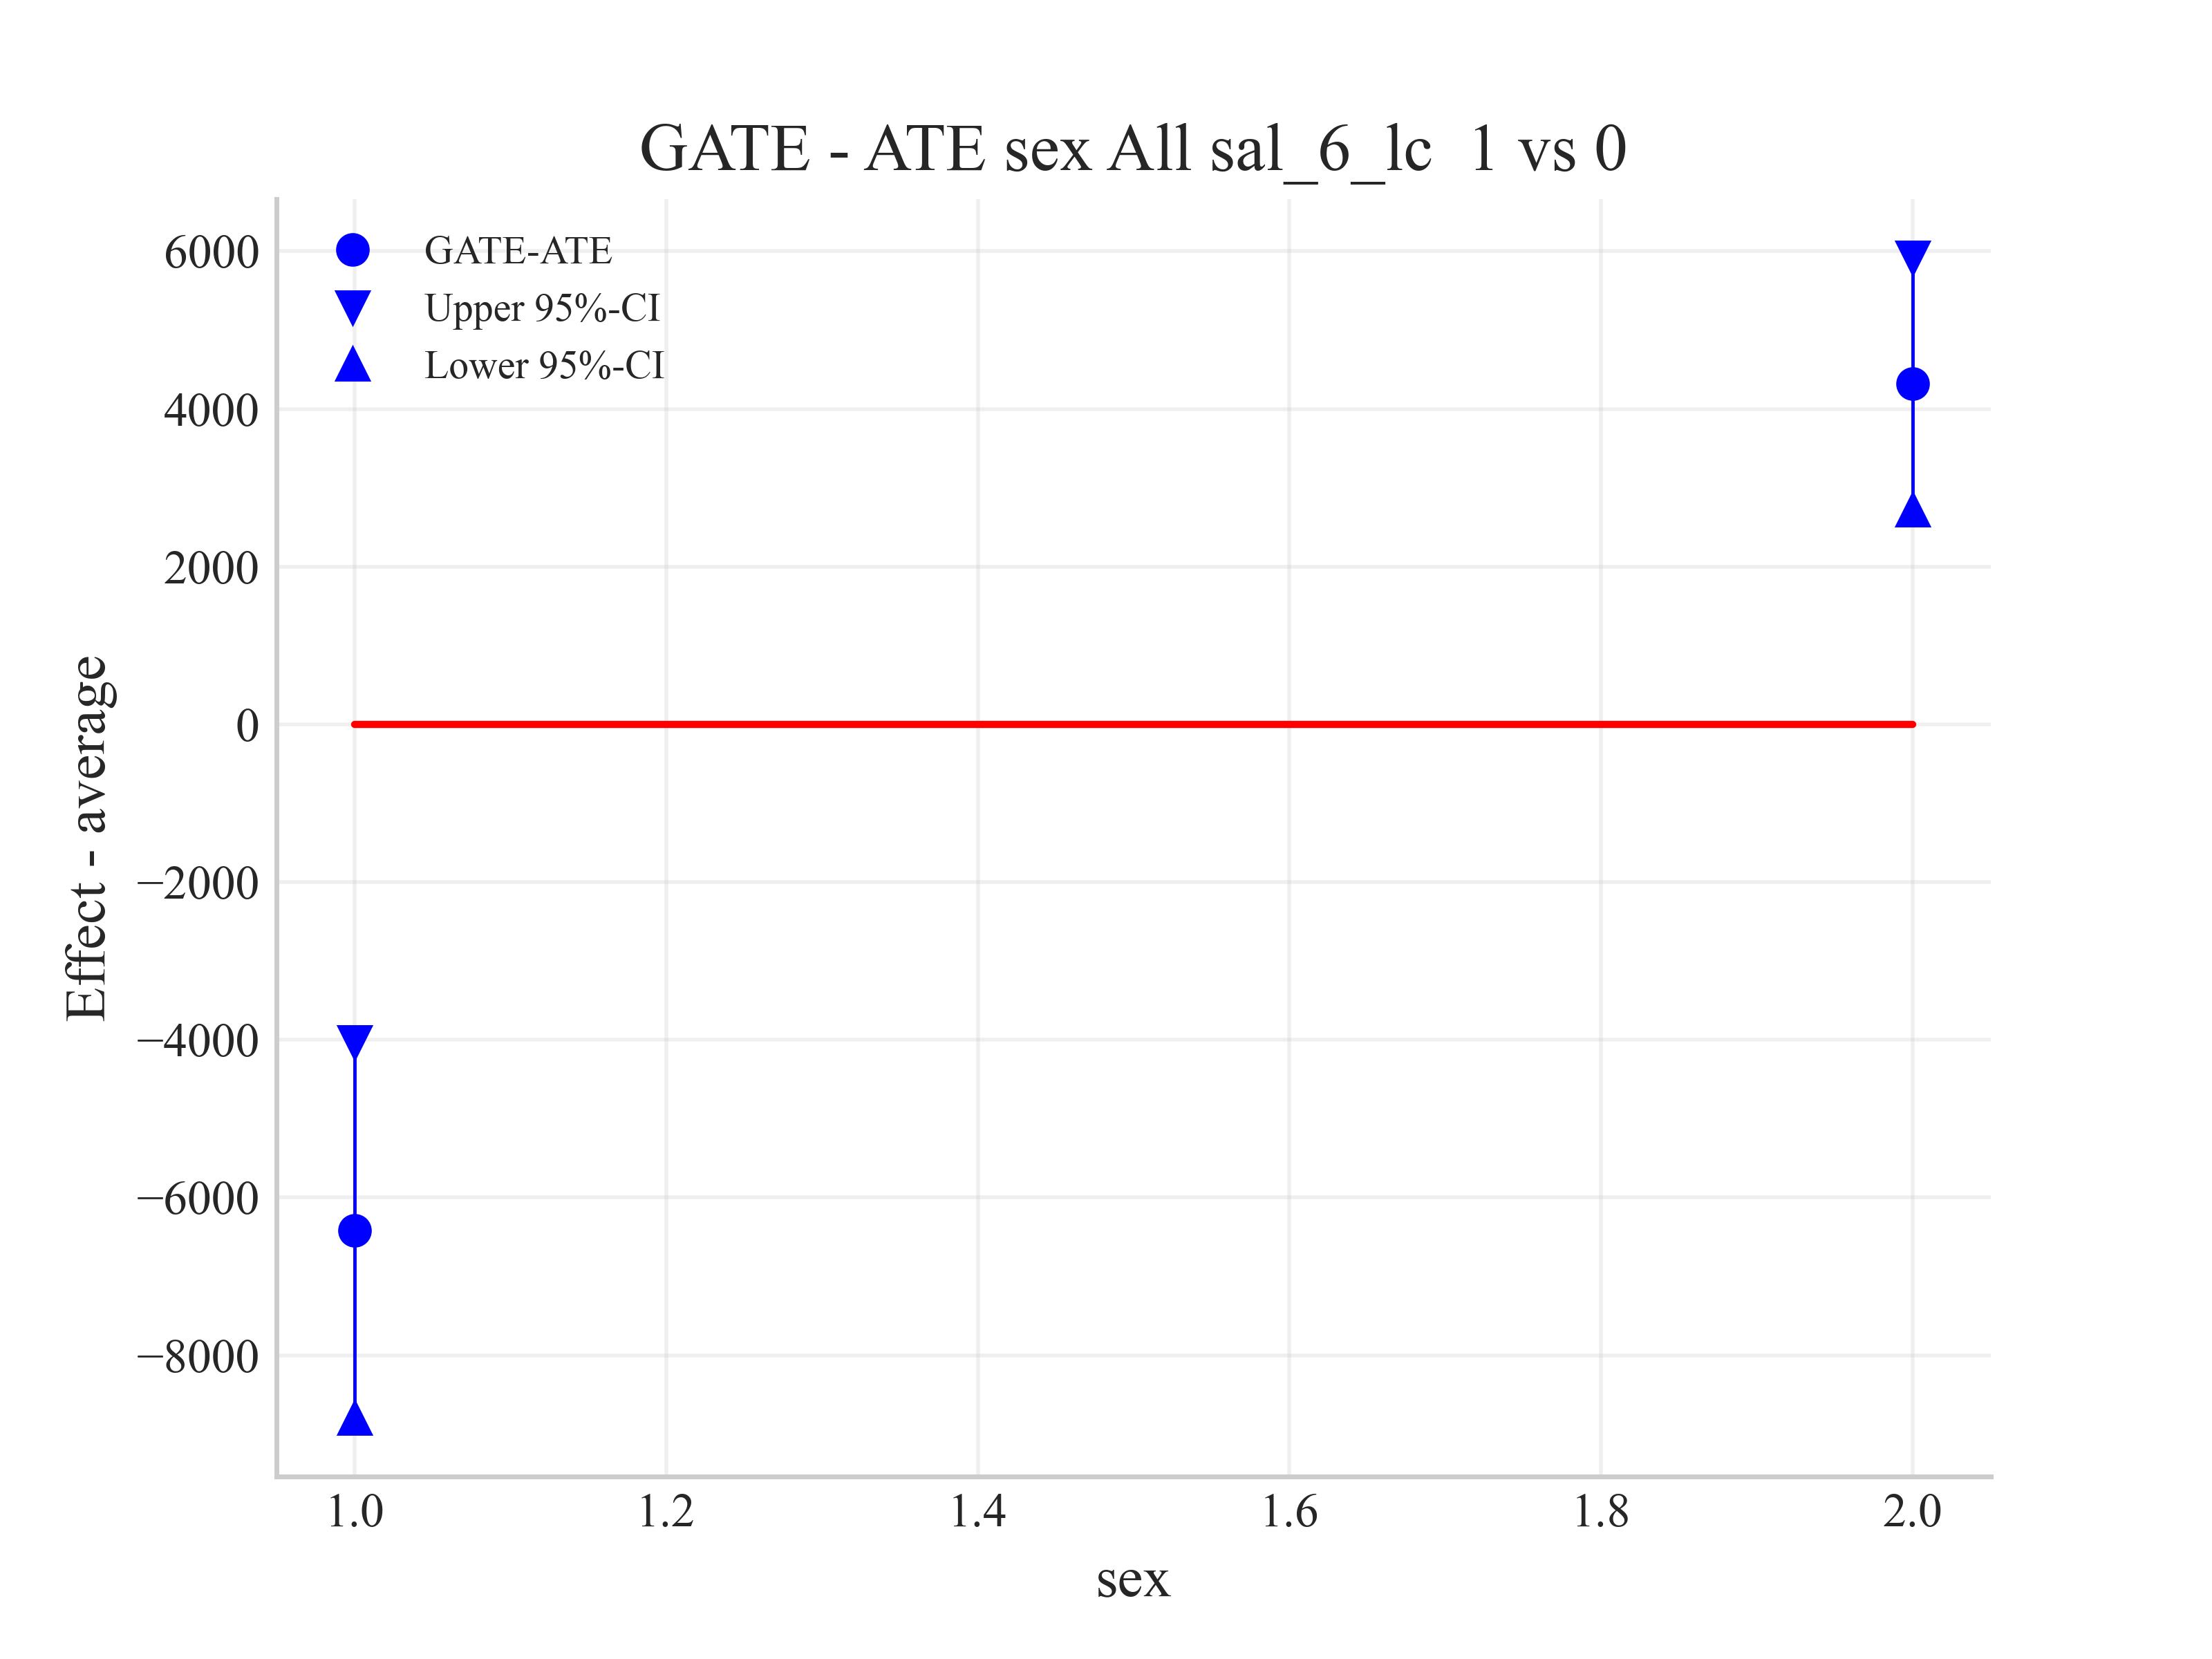 GATE - ATE sex All sal_6_lc  1 vs 0
GATE-ATE
Upper 95%-CI
Lower 95%-CI
6000
4000
2000
0
−2000
−4000
−6000
−8000
Effect - average
1.0 1.2 1.4 1.6 1.8 2.0
sex